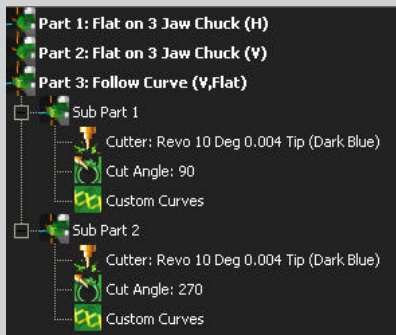 Part 1: Flat on 3 Jaw Chuck (H)
Part 2: Flat on 3 Jaw Chuck (V)
Part 3: Follow Curve (V,Flat)
Sub Part 1
Cutter: Revo 10 Deg 0.004 Tip (Dark Blue)
Cut Angle: 90
Custom Curves
Sub Part 2
Cutter: Revo 10 Deg 0.004 Tip (Dark Blue)
Cut Angle: 270
Custom Curves